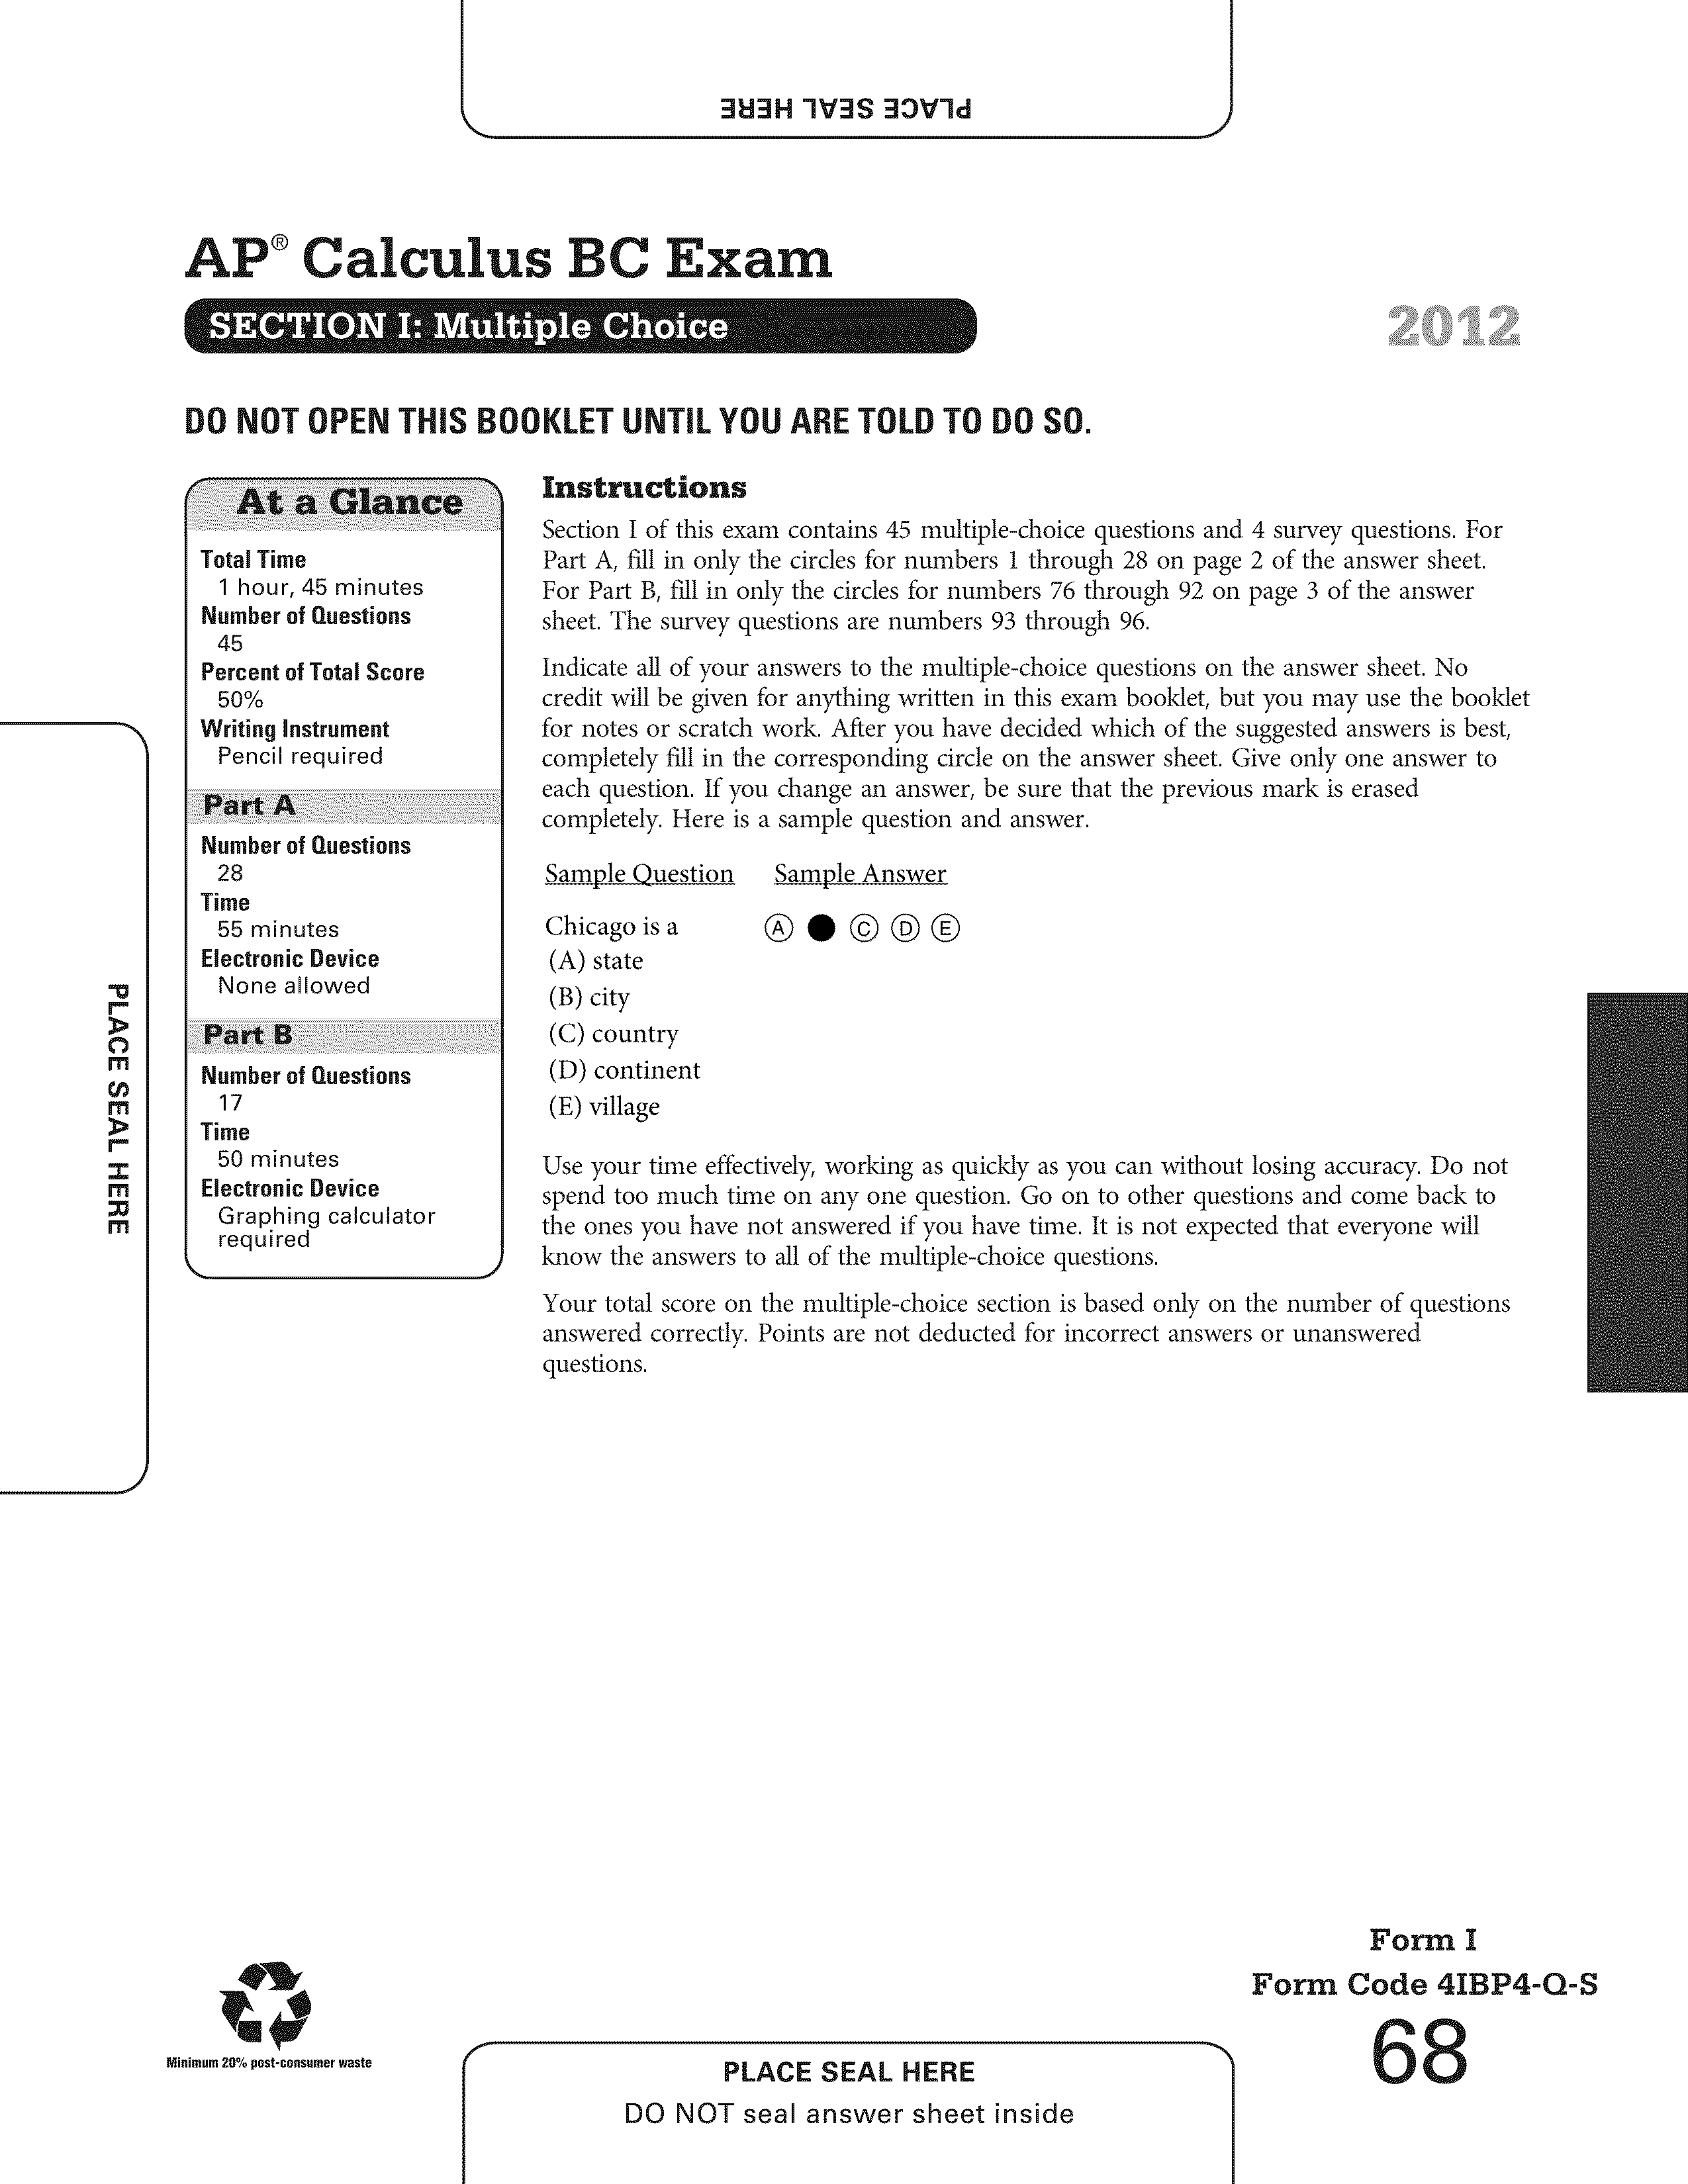 PLACE SEAL HERE
AP® Calculus BC Exam
SECTION I: Multiple Choice
2012
DO NOT OPEN THIS BOOKLET UNTIL YOU ARE TOLD TO DO SO.
At a Glance
Total Time
1 hour, 45 minutes
Number of Questions
45
Percent of Total Score
50%
Writing Instrument
Pencil required
Part A
Number of Questions
28
Time
55 minutes
Electronic Device
None allowed
Part B
Number of Questions
17
Time
50 minutes
Electronic Device
Graphing calculator
required
Instructions
Section I of this exam contains 45 multiple-choice questions and 4 survey questions. For
Part A, fill in only the circles for numbers 1 through 28 on page 2 of the answer sheet.
For Part B, fill in only the circles for numbers 76 through 92 on page 3 of the answer
sheet. The survey questions are numbers 93 through 96.
Indicate all of your answers to the multiple-choice questions on the answer sheet. No
credit will be given for anything written in this exam booklet, but you may use the booklet
for notes or scratch work. After you have decided which of the suggested answers is best,
completely fill in the corresponding circle on the answer sheet. Give only one answer to
each question. If you change an answer, be sure that the previous mark is erased
completely. Here is a sample question and answer.
Sample Question Sample Answer
Chicago is a A C D E
(A) state
(B) city
(C) country
(D) continent
(E) village
Use your time effectively, working as quickly as you can without losing accuracy. Do not
spend too much time on any one question. Go on to other questions and come back to
the ones you have not answered if you have time. It is not expected that everyone will
know the answers to all of the multiple-choice questions.
Your total score on the multiple-choice section is based only on the number of questions
answered correctly. Points are not deducted for incorrect answers or unanswered
questions.
PLACE SEAL HERE
Form I
Form Code 4IBP4-Q-S
68
Minimum 20% post-consumer waste
PLACE SEAL HERE
DO NOT seal answer sheet inside